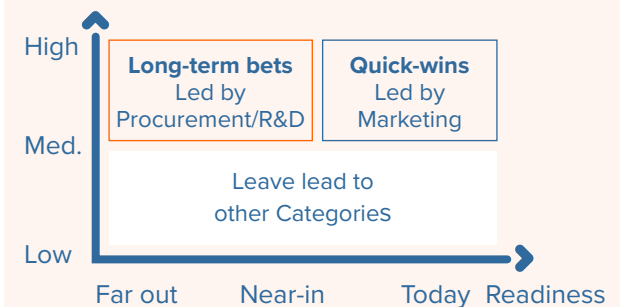 High
Long-term bets
Led by
Procurement/R&D
Quick-wins
Led by
Marketing
Med.
Leave lead to
other Categories
Low
Far out Near-in Today Readiness